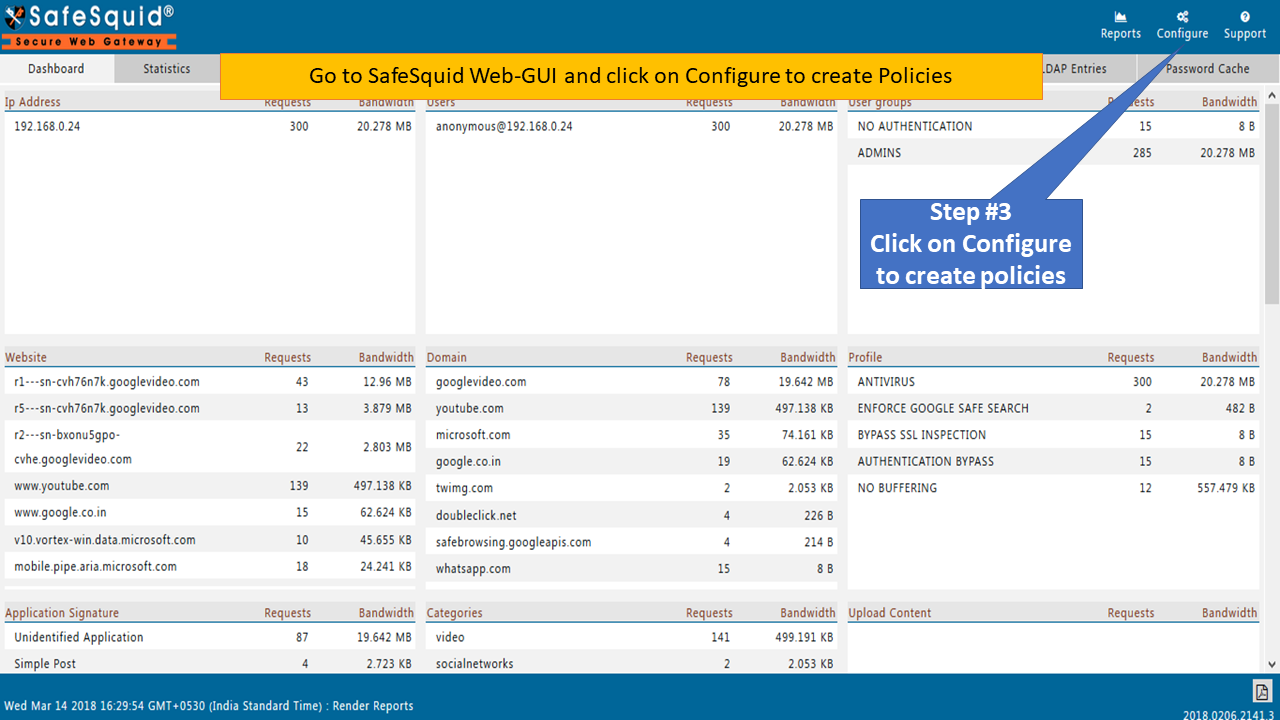 SafeSquid®
Secure Web Gateway
Reports Configure Support
Dashboard Statistics LDAP Entries Password Cache
Go to SafeSquid Web-GUI and click on Configure to create Policies
Ip Address Requests Bandwidth
192.168.0.24 300 20.278 MB
Users Requests Bandwidth
anonymous@192.168.0.24 300 20.278 MB
User groups Requests Bandwidth
NO AUTHENTICATION 15 8 B
ADMINS 285 20.278 MB
Step #3
Click on Configure
to create policies
Website Requests Bandwidth
r1---sn-cvh76n7k.googlevideo.com 43 12.96 MB
r5---sn-cvh76n7k.googlevideo.com 13 3.879 MB
r2---sn-bxonu5gpo-
cvhe.googlevideo.com 22 2.803 MB
www.youtube.com 139 497.138 KB
www.google.co.in 15 62.624 KB
v10.vortex-win.data.microsoft.com 10 45.655 KB
mobile.pipe.aria.microsoft.com 18 24.241 KB
Domain Requests Bandwidth
googlevideo.com 78 19.642 MB
youtube.com 139 497.138 KB
microsoft.com 35 74.161 KB
google.co.in 19 62.624 KB
twimg.com 2 2.053 KB
doubleclick.net 4 226 B
safebrowsing.googleapis.com 4 214 B
whatsapp.com 15 8 B
Profile Requests Bandwidth
ANTIVIRUS 300 20.278 MB
ENFORCE GOOGLE SAFE SEARCH 2 482 B
BYPASS SSL INSPECTION 15 8 B
AUTHENTICATION BYPASS 15 8 B
NO BUFFERING 12 557.479 KB
Application Signature Requests Bandwidth
Unidentified Application 87 19.642 MB
Simple Post 4 2.723 KB
Categories Requests Bandwidth
video 141 499.191 KB
socialnetworks 2 2.053 KB
Upload Content Requests Bandwidth
Wed Mar 14 2018 16:29:54 GMT+0530 (India Standard Time) : Render Reports
2018.0206.2141.3